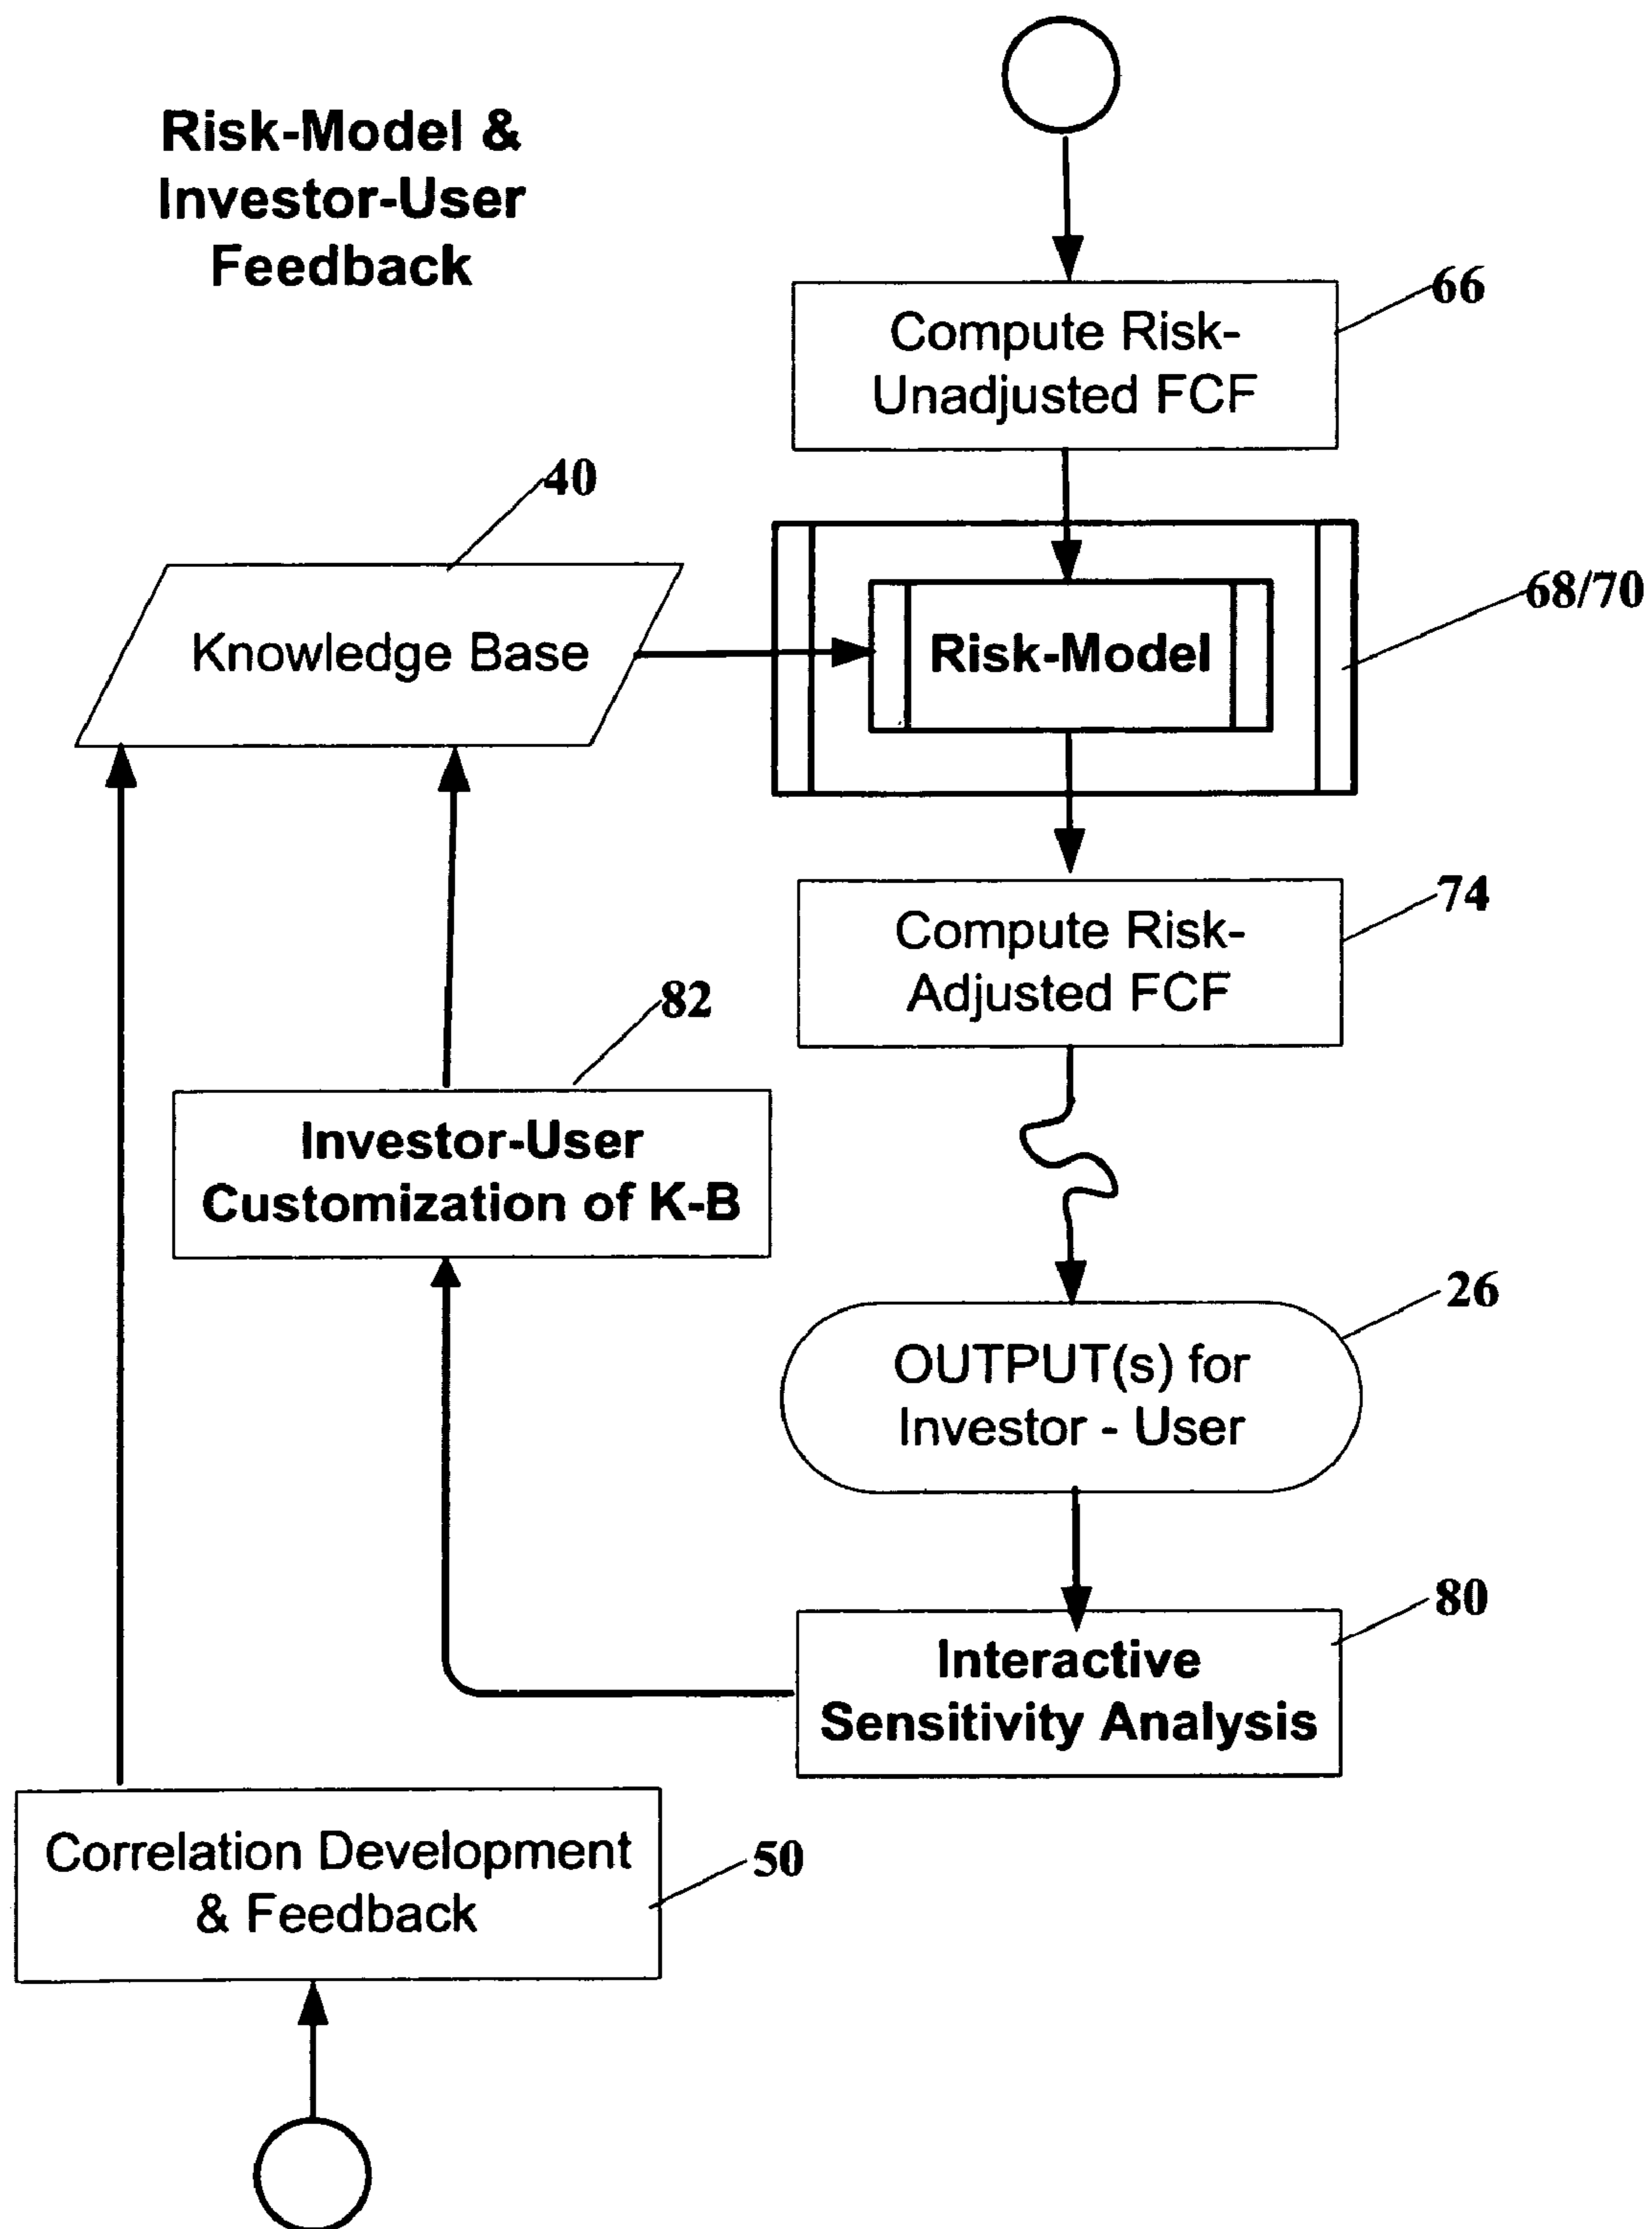 Risk-Model &
Investor-User
Feedback
66
Compute Risk-
Unadjusted FCF
40
Knowledge Base
Risk-Model
68/70
74
Compute Risk-
Adjusted FCF
82
Investor-User
Customization of K-B
26
OUTPUT(s) for
Investor - User
80
Interactive
Sensitivity Analysis
Correlation Development
& Feedback
50